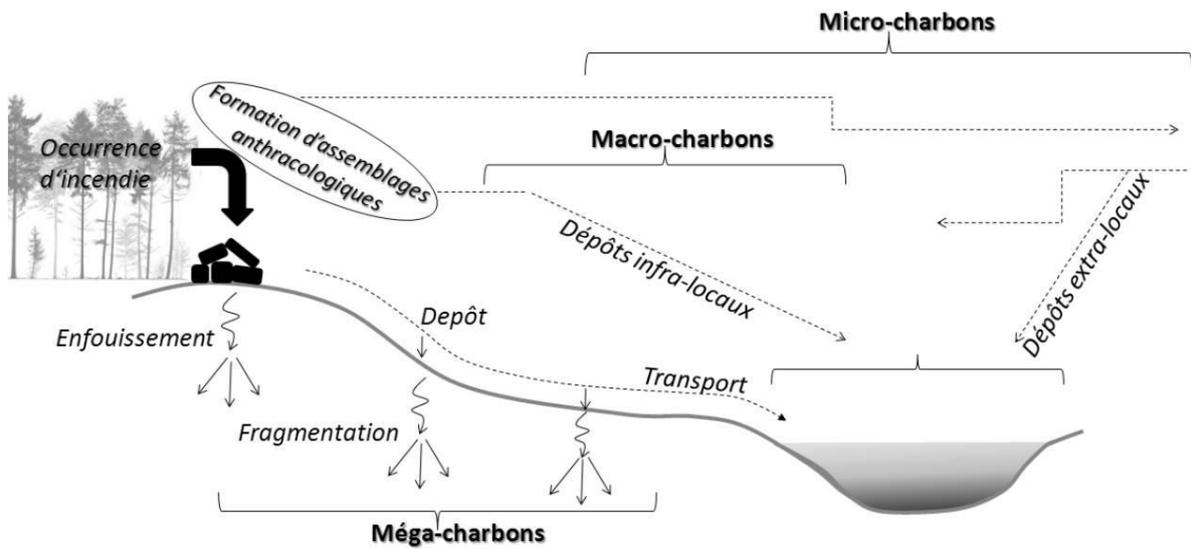 Micro-charbons
Formation d'assemblages
anthracologiques
Macro-charbons
Occurrence
d'incendie
Dépôts infra-locaux
Dépôts extra-locaux
Depôt
Enfouissement
Transport
Fragmentation
Méga-charbons